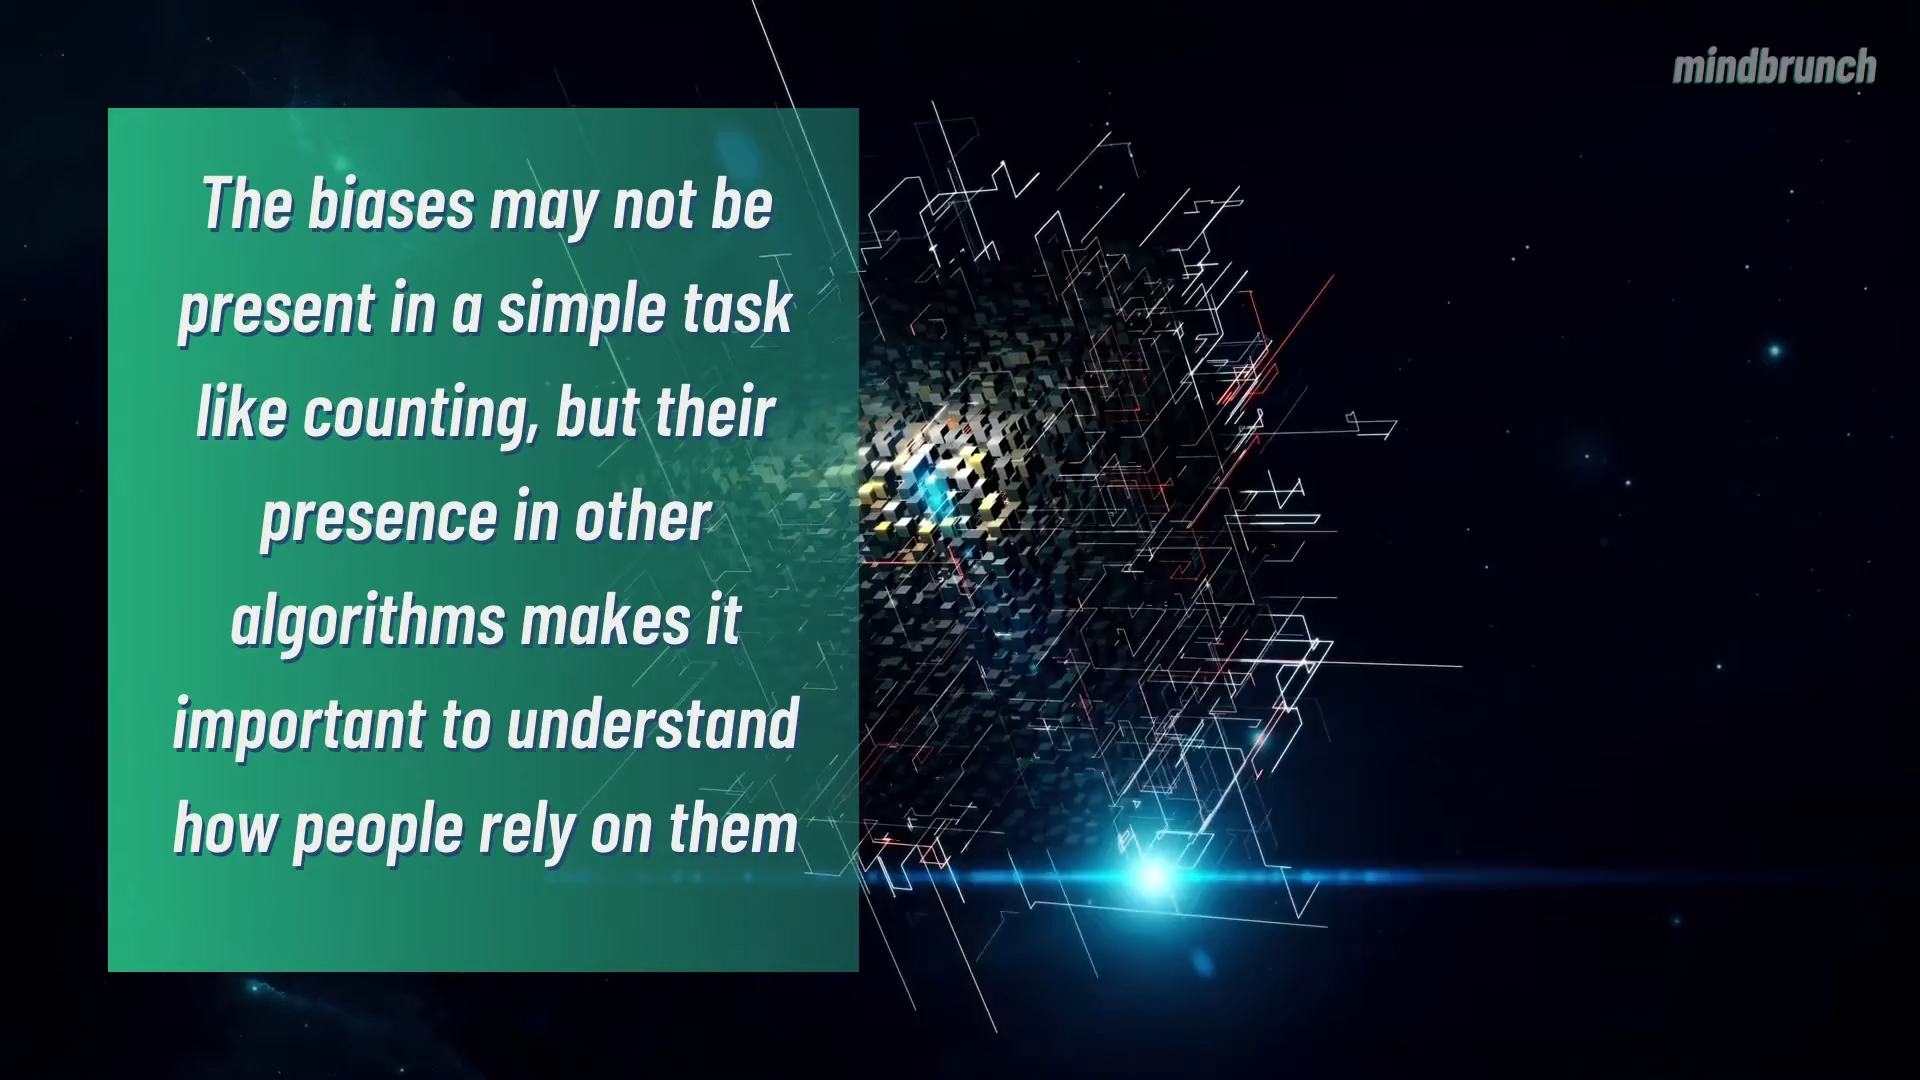 mindbrunch
The biases may not be
present in a simple task
like counting, but their
presence in other
algorithms makes it
important to understand
how people rely on them